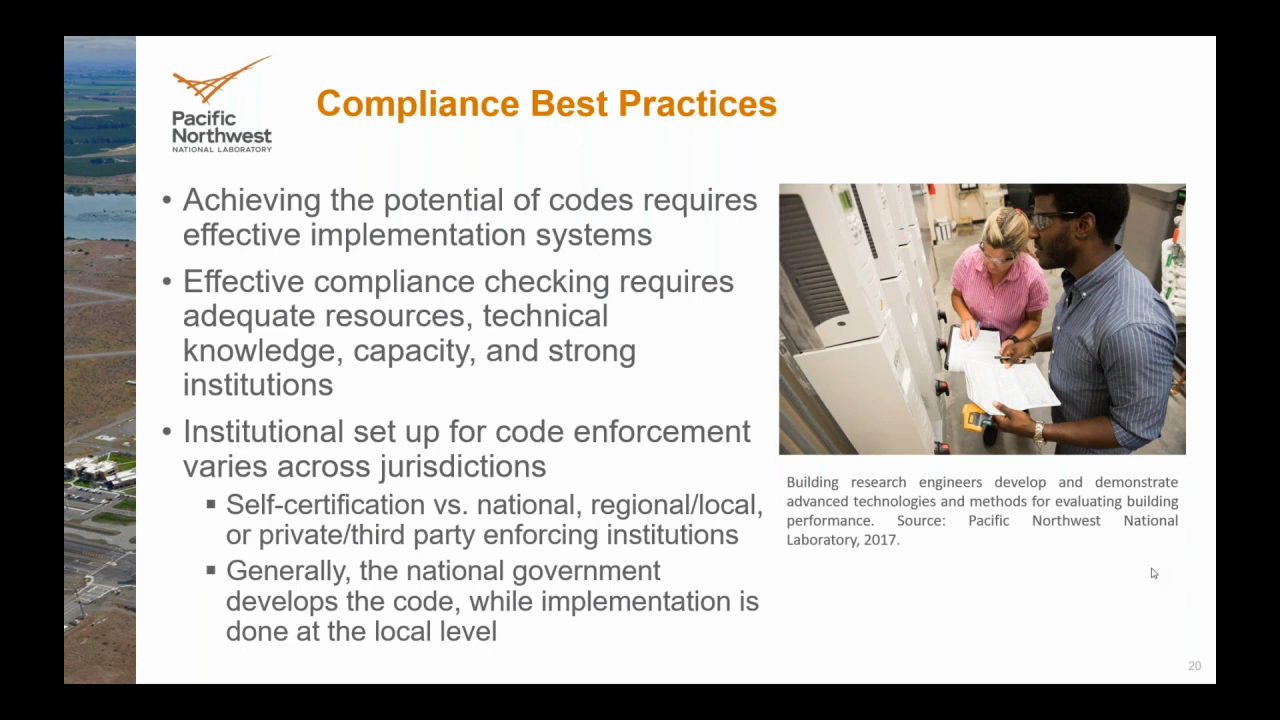 Pacific
Northwest
NATIONAL LABORATORY
Compliance Best Practices
• Achieving the potential of codes requires
effective implementation systems
• Effective compliance checking requires
adequate resources, technical
knowledge, capacity, and strong
institutions
• Institutional set up for code enforcement
varies across jurisdictions
▪ Self-certification vs. national, regional/local,
or private/third party enforcing institutions
▪ Generally, the national government
develops the code, while implementation is
done at the local level
Building research engineers develop and demonstrate
advanced technologies and methods for evaluating building
performance. Source: Pacific Northwest National
Laboratory, 2017.
20